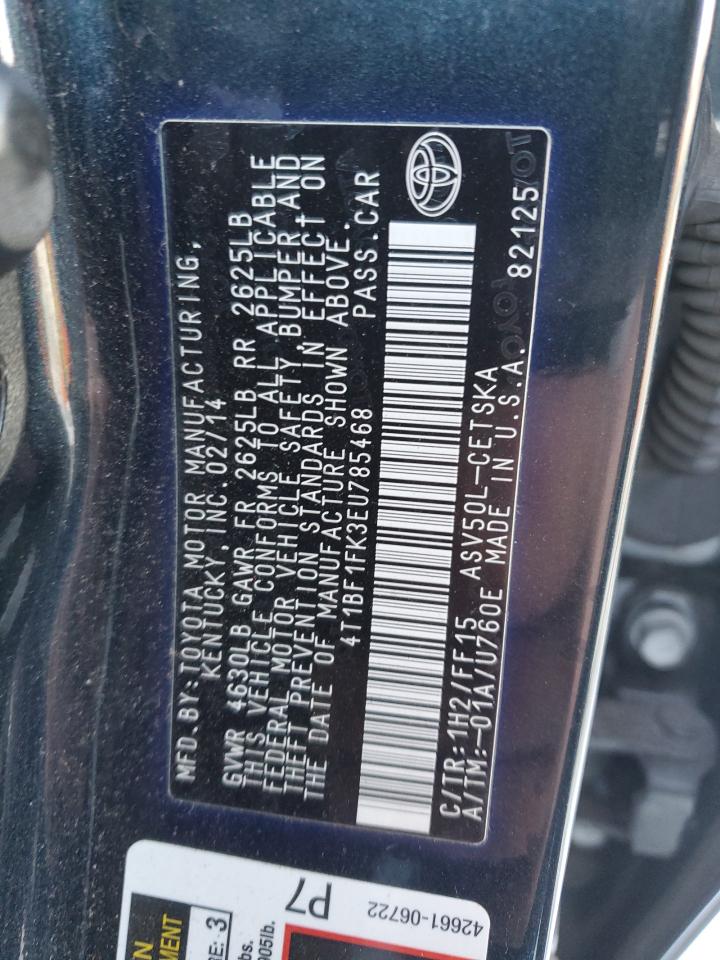 MFD.BY:TOYOTA MOTOR MANUFACTURING,
KENTUCKY,INC.02/14
GVWR 4630LB GAWR FR 2625LB RR 2625LB
THIS VEHICLE CONFORMS TO ALL APPLICABLE
FEDERAL MOTOR VEHICLE SAFETY,BUMPER,AND
THEFT PREVENTION STANDARDS IN EFFECT ON
THE DATE OF MANUFACTURE SHOWN ABOVE.
4T1BF1FK3EU785468 PASS.CAR
C/TR:1H2/FF15 ASV50L-CETSKA
A/TM:-01A/U760E MADE IN U.S.A. 82125
P7
42661-06722
3